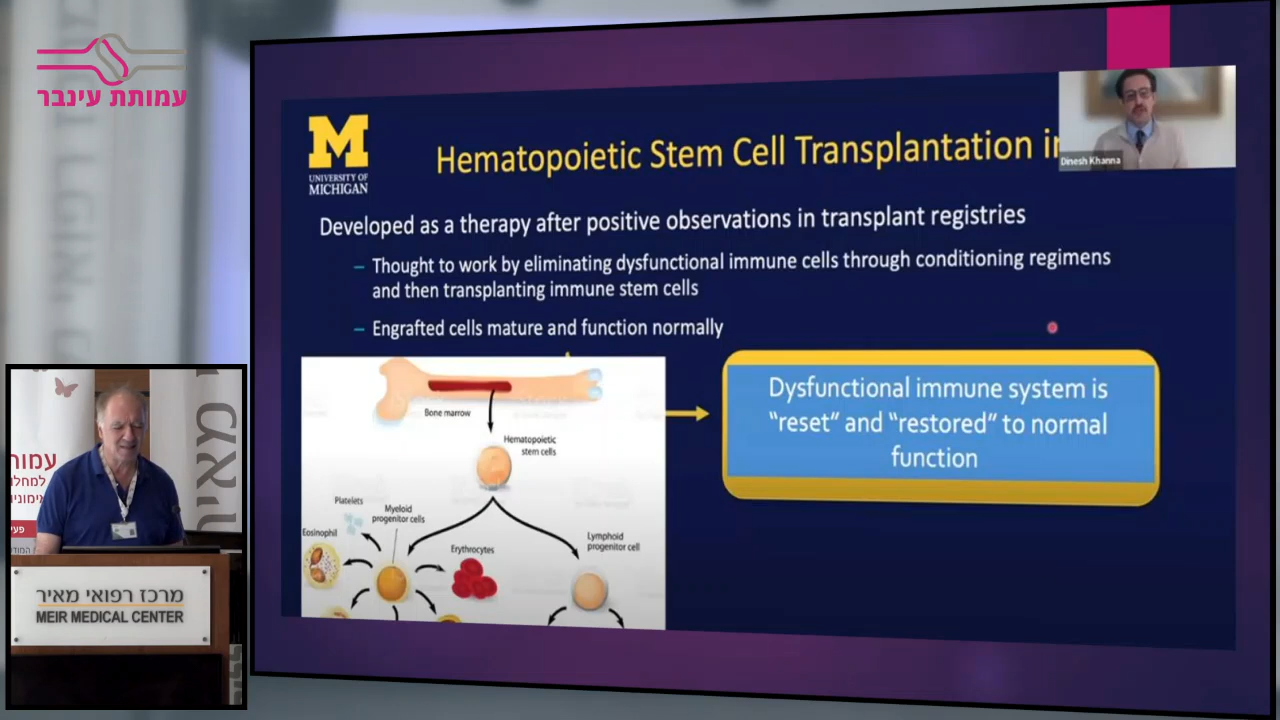 עמותת עינבר
UNIVERSITY OF
MICHIGAN
Hematopoietic Stem Cell Transplantation
Dinesh Khanna
Developed as a therapy after positive observations in transplant registries
– Thought to work by eliminating dysfunctional immune cells through conditioning regimens
and then transplanting immune stem cells
– Engrafted cells mature and function normally
Bone marrow
Hematopoietic
stem cells
Platelets
Myeloid
progenitor cells
Eosinophil
Erythrocytes
Lymphoid
progenitor cell
Dysfunctional immune system is
“reset” and “restored” to normal
function
מרכז רפואי מאיר
MEIR MEDICAL CENTER